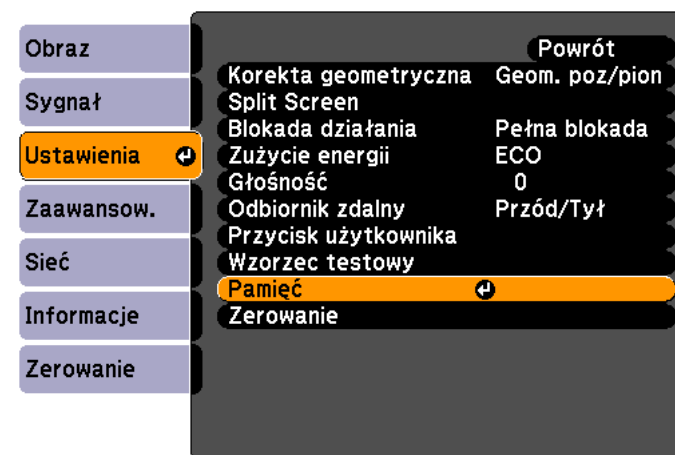 Obraz
Sygnał
Ustawienia
Zaawansow.
Sieć
Informacje
Zerowanie
Powrót
Korekta geometryczna Geom. poz/pion
Split Screen
Blokada działania Pełna blokada
Zużycie energii ECO
Głośność 0
Odbiornik zdalny Przód/Tył
Przycisk użytkownika
Wzorzec testowy
Pamięć
Zerowanie